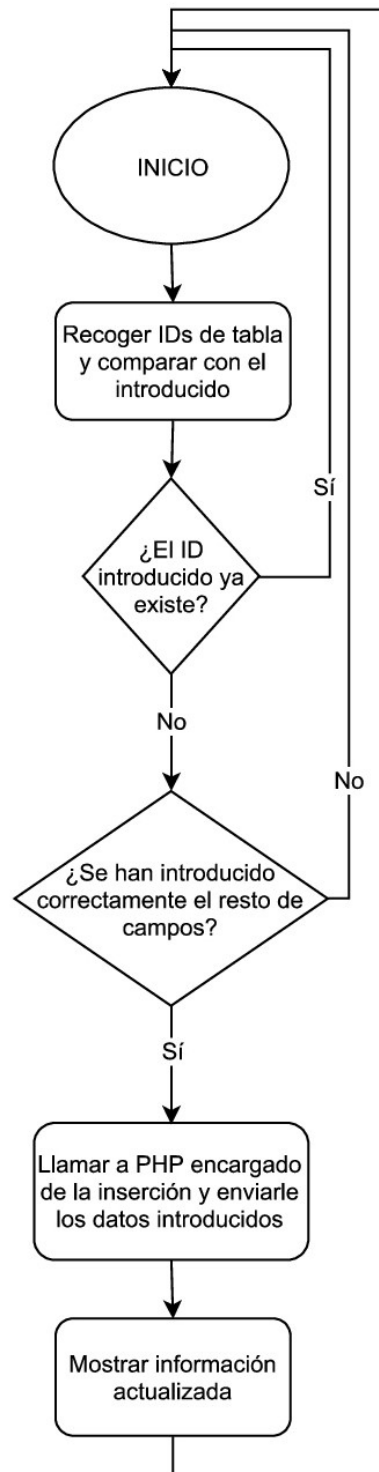 INICIO
Recoger IDs de tabla
y comparar con el
introducido
Sí
¿El ID
introducido ya
existe?
No
No
¿Se han introducido
correctamente el resto de
campos?
Sí
Llamar a PHP encargado
de la inserción y enviarle
los datos introducidos
Mostrar información
actualizada